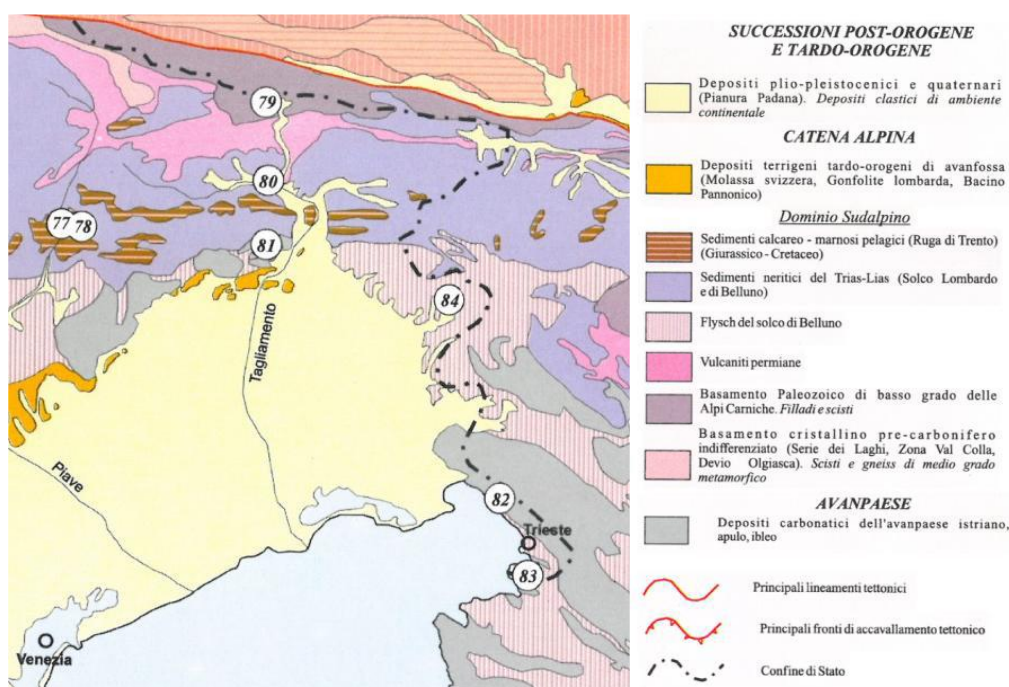 79
80
77
78
81
84
Tagliamento
Piave
82
Trieste
83
Venezia
SUCCESSIONI POST-OROGENE
E TARDO-OROGENE
Depositi plio-pleistocenici e quaternari
(Pianura Padana). Depositi clastici di ambiente
continentale
CATENA ALPINA
Depositi terrigeni tardo-orogeni di avanfossa
(Molassa svizzera, Gonfolite lombarda, Bacino
Pannonico)
Dominio Sudalpino
Sedimenti calcareo - marnosi pelagici (Ruga di Trento)
(Giurassico - Cretaceo)
Sedimenti neritici del Trias-Lias (Solco Lombardo
e di Belluno)
Flysch del solco di Belluno
Vulcaniti permiane
Basamento Paleozoico di basso grado delle
Alpi Carniche. Filladi e scisti
Basamento cristallino pre-carbonifero
indifferenziato (Serie dei Laghi, Zona Val Colla,
Devio Olgiasca). Scisti e gneiss di medio grado
metamorfico
AVANPAESE
Depositi carbonatici dell'avanpaese istriano,
apulo, ibleo
Principali lineamenti tettonici
Principali fronti di accavallamento tettonico
Confine di Stato